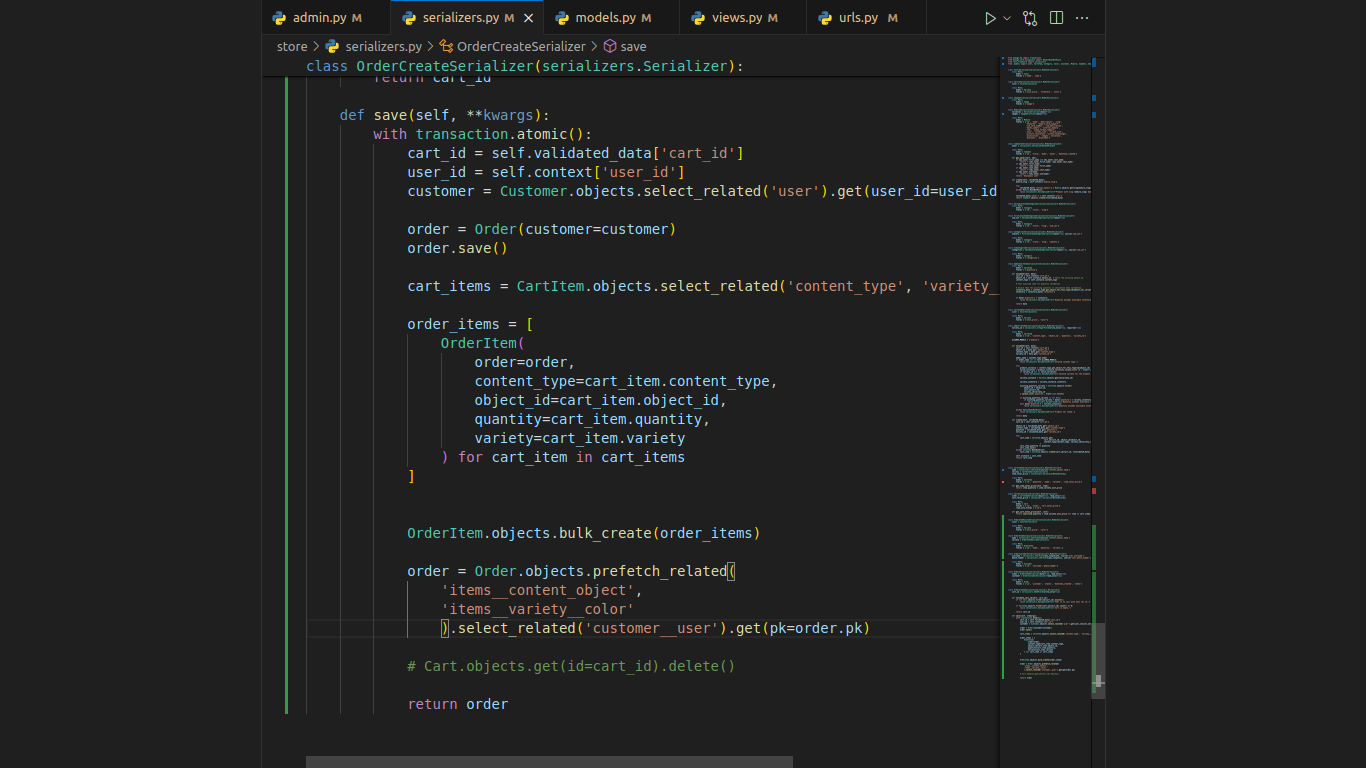 admin.py M serializers.py M models.py M views.py M urls.py M
store serializers.py OrderCreateSerializer save
class OrderCreateSerializer(serializers.Serializer):
return cart_id
def save(self, **kwargs):
with transaction.atomic():
cart_id = self.validated_data['cart_id']
user_id = self.context['user_id']
customer = Customer.objects.select_related('user').get(user_id=user_id
order = Order(customer=customer)
order.save()
cart_items = CartItem.objects.select_related('content_type', 'variety__
order_items = [
OrderItem(
order=order,
content_type=cart_item.content_type,
object_id=cart_item.object_id,
quantity=cart_item.quantity,
variety=cart_item.variety
) for cart_item in cart_items
]
OrderItem.objects.bulk_create(order_items)
order = Order.objects.prefetch_related(
'items__content_object',
'items__variety__color'
).select_related('customer__user').get(pk=order.pk)
# Cart.objects.get(id=cart_id).delete()
return order